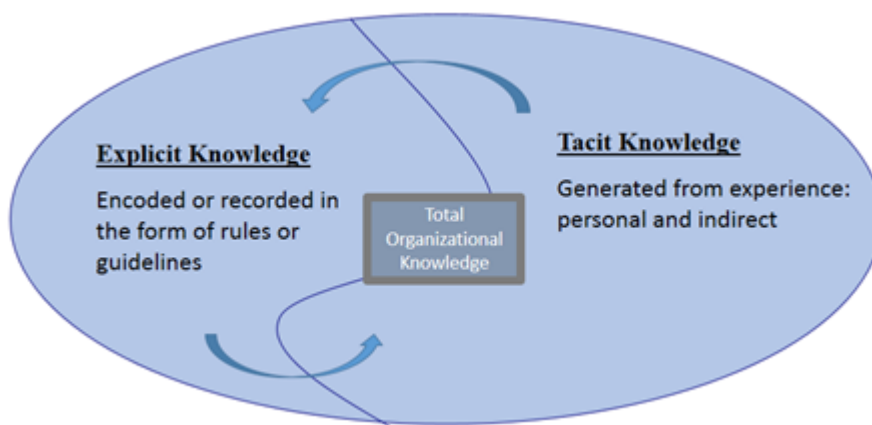 Explicit Knowledge
Encoded or recorded in
the form of rules or
guidelines
Total
Organizational
Knowledge
Tacit Knowledge
Generated from experience:
personal and indirect